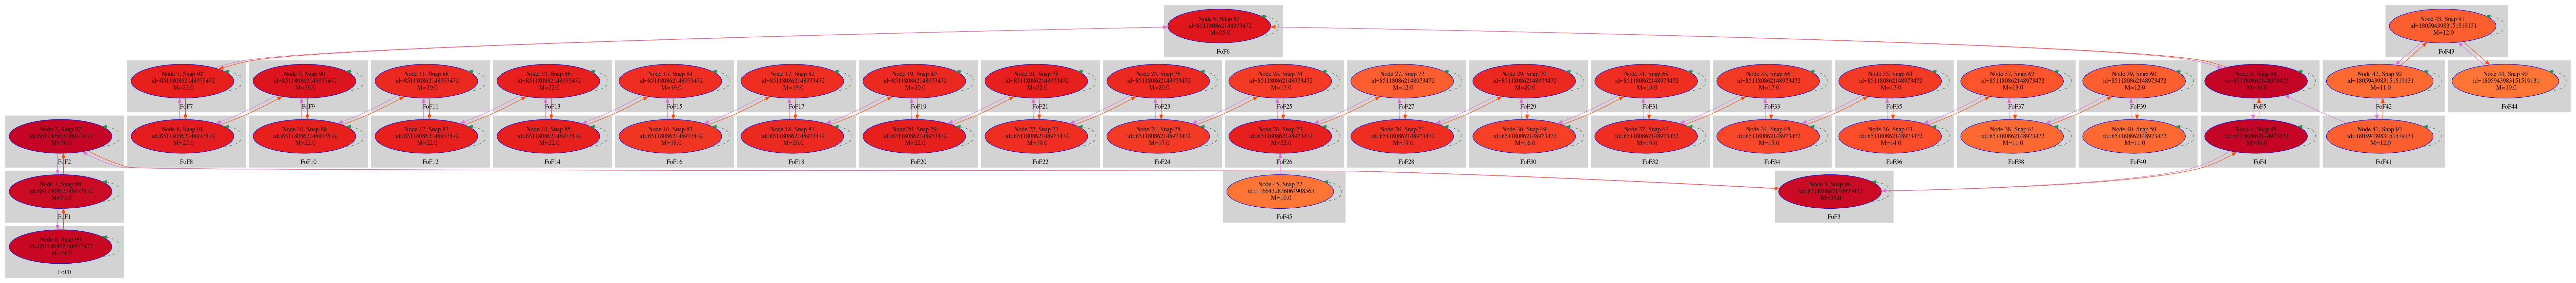 Node 6, Snap 93
id=851180862148973472
M=25.0
FoF6
Node 43, Snap 91
id=1805943983151519131
M=12.0
FoF43
Node 7, Snap 92
id=851180862148973472
M=22.0
FoF7
Node 9, Snap 90
id=851180862148973472
M=26.0
FoF9
Node 11, Snap 88
id=851180862148973472
M=20.0
FoF11
Node 13, Snap 86
id=851180862148973472
M=22.0
FoF13
Node 15, Snap 84
id=851180862148973472
M=19.0
FoF15
Node 17, Snap 82
id=851180862148973472
M=19.0
FoF17
Node 19, Snap 80
id=851180862148973472
M=20.0
FoF19
Node 21, Snap 78
id=851180862148973472
M=22.0
FoF21
Node 23, Snap 76
id=851180862148973472
M=20.0
FoF23
Node 25, Snap 74
id=851180862148973472
M=17.0
FoF25
Node 27, Snap 72
id=851180862148973472
M=12.0
FoF27
Node 29, Snap 70
id=851180862148973472
M=20.0
FoF29
Node 31, Snap 68
id=851180862148973472
M=19.0
FoF31
Node 33, Snap 66
id=851180862148973472
M=17.0
FoF33
Node 35, Snap 64
id=851180862148973472
M=17.0
FoF35
Node 37, Snap 62
id=851180862148973472
M=13.0
FoF37
Node 39, Snap 60
id=851180862148973472
M=12.0
FoF39
Node 5, Snap 94
id=851180862148973472
M=36.0
FoF5
Node 42, Snap 92
id=1805943983151519131
M=11.0
FoF42
Node 44, Snap 90
id=1805943983151519131
M=10.0
FoF44
Node 2, Snap 97
id=851180862148973472
M=36.0
FoF2
Node 8, Snap 91
id=851180862148973472
M=23.0
FoF8
Node 10, Snap 89
id=851180862148973472
M=22.0
FoF10
Node 12, Snap 87
id=851180862148973472
M=22.0
FoF12
Node 14, Snap 85
id=851180862148973472
M=22.0
FoF14
Node 16, Snap 83
id=851180862148973472
M=18.0
FoF16
Node 18, Snap 81
id=851180862148973472
M=20.0
FoF18
Node 20, Snap 79
id=851180862148973472
M=22.0
FoF20
Node 22, Snap 77
id=851180862148973472
M=19.0
FoF22
Node 24, Snap 75
id=851180862148973472
M=17.0
FoF24
Node 26, Snap 73
id=851180862148973472
M=22.0
FoF26
Node 28, Snap 71
id=851180862148973472
M=19.0
FoF28
Node 30, Snap 69
id=851180862148973472
M=16.0
FoF30
Node 32, Snap 67
id=851180862148973472
M=19.0
FoF32
Node 34, Snap 65
id=851180862148973472
M=15.0
FoF34
Node 36, Snap 63
id=851180862148973472
M=14.0
FoF36
Node 38, Snap 61
id=851180862148973472
M=11.0
FoF38
Node 40, Snap 59
id=851180862148973472
M=11.0
FoF40
Node 4, Snap 95
id=851180862148973472
M=36.0
FoF4
Node 41, Snap 93
id=1805943983151519131
M=12.0
FoF41
Node 1, Snap 98
id=851180862148973472
M=33.0
FoF1
Node 45, Snap 72
id=1166432836064908563
M=10.0
FoF45
Node 3, Snap 96
id=851180862148973472
FoF3
Node 0, Snap 99
id=851180862148973472
M=34.0
FoF0